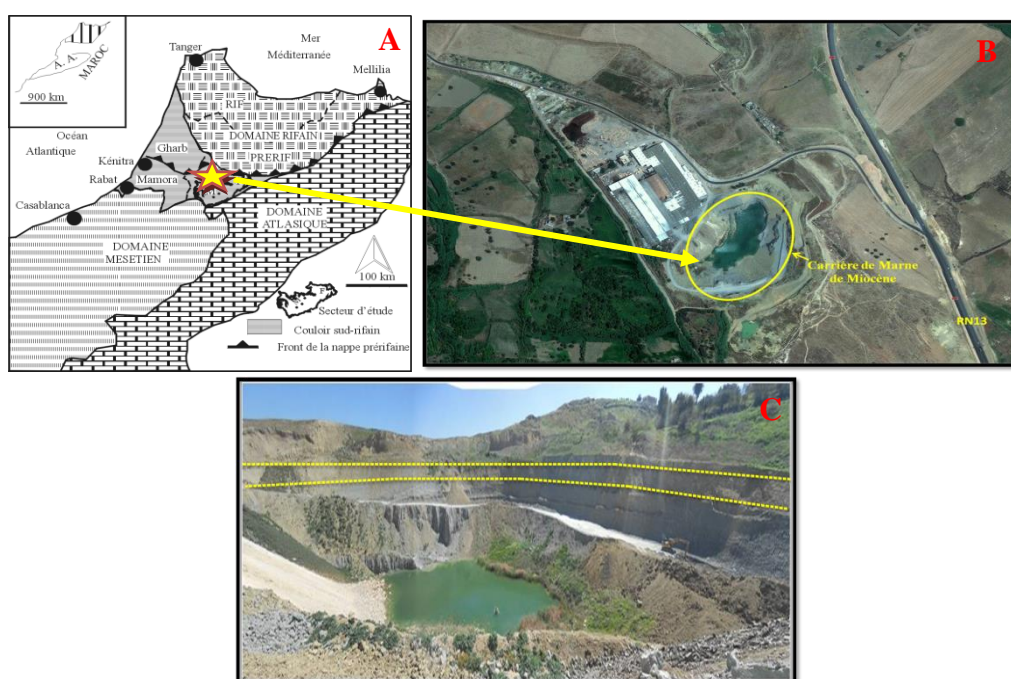 A
Mer
Méditerranée
Tanger
Mellilia
A. A.
MAROC
900 km
RIF
Océan
Atlantique
DOMAINE RIFAIN
Gharb
PRERIF
Kénitra
Mamora
Rabat
Casablanca
DOMAINE
ATLASIQUE
DOMAINE
MESETIEN
100 km
Secteur d'étude
Couloir sud-rifain
Front de la nappe prérifaine
B
Carrière de Marne
de Miocène
RN13
C